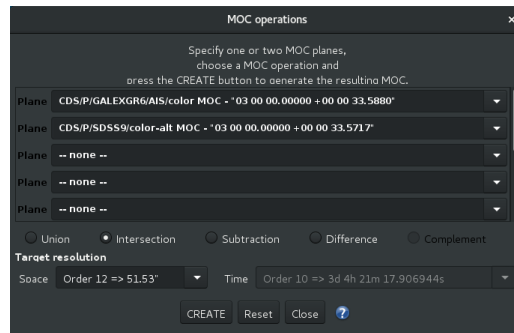 MOC operations
Specify one or two MOC planes,
choose a MOC operation and
press the CREATE button to generate the resulting MOC.
Plane CDS/P/GALEXGR6/AIS/color MOC - "03 00 00.00000 +00 00 33.5880"
Plane CDS/P/SDSS9/color-alt MOC - "03 00 00.00000 +00 00 33.5717"
Plane -- none --
Plane -- none --
Plane -- none --
Union Intersection Subtraction Difference Complement
Target resolution
Space Order 12 => 51.53" Time Order 10 => 3d 4h 21m 17.906944s
CREATE Reset Close ?